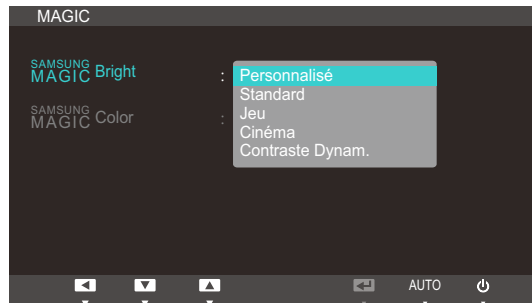 MAGIC
SAMSUNG
MAGIC Bright : Personnalisé
Standard
SAMSUNG
MAGIC Color : Jeu
Cinéma
Contraste Dynam.
AUTO